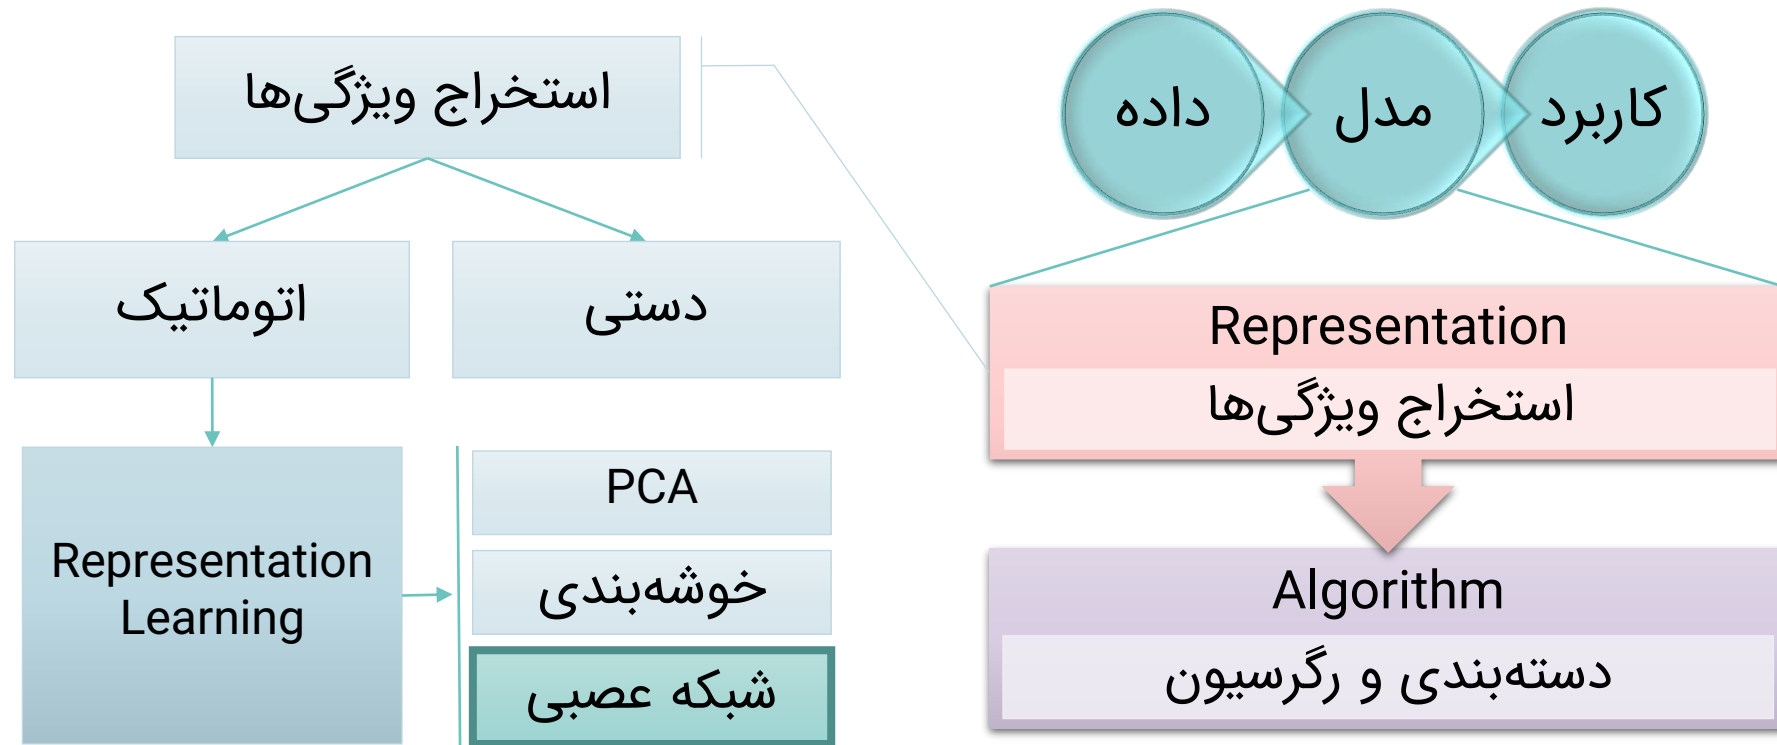 استخراج ویژگی‌ها
دستی
اتوماتیک
Representation
Learning
PCA
خوشه‌بندی
شبکه عصبی
داده
مدل
کاربرد
Representation
استخراج ویژگی‌ها
Algorithm
دسته‌بندی و رگرسیون